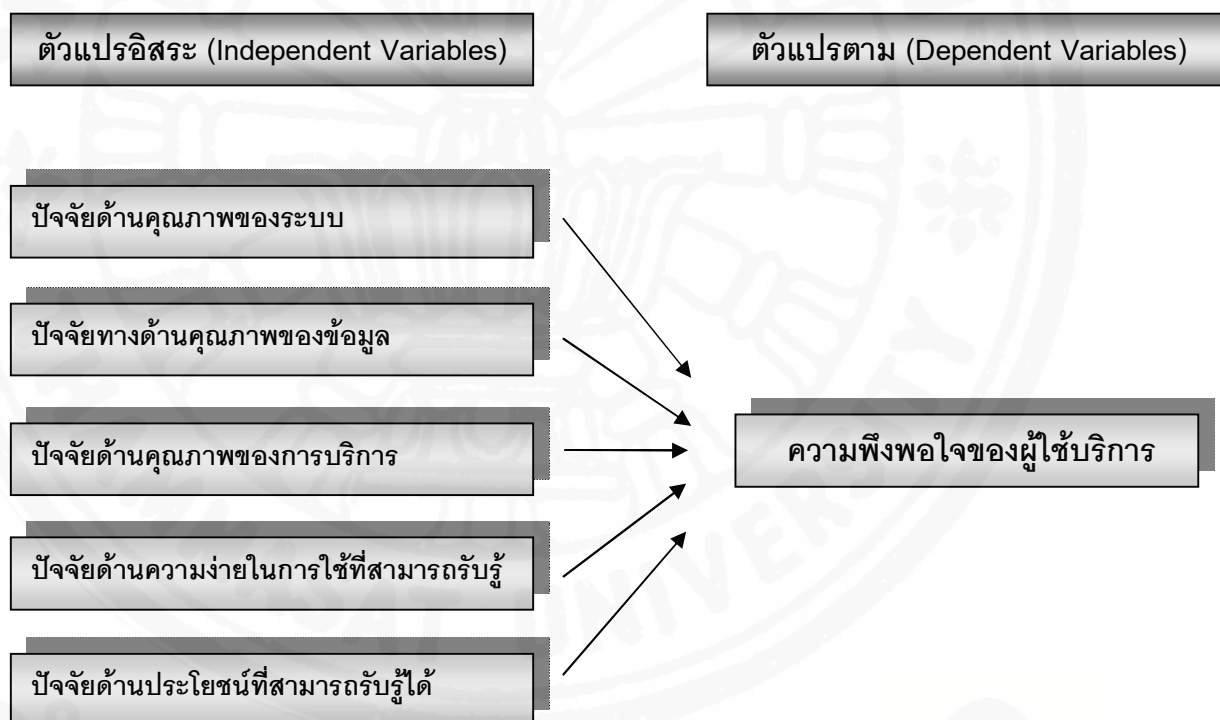 ตัวแปรอิสระ (Independent Variables)
ตัวแปรตาม (Dependent Variables)
ปัจจัยด้านคุณภาพของระบบ
ปัจจัยทางด้านคุณภาพของข้อมูล
ปัจจัยด้านคุณภาพของการบริการ
ความพึงพอใจของผู้ใช้บริการ
ปัจจัยด้านความง่ายในการใช้ที่สามารถรับรู้
ปัจจัยด้านประโยชน์ที่สามารถรับรู้ได้
THAMMASAT UNIVERSITY